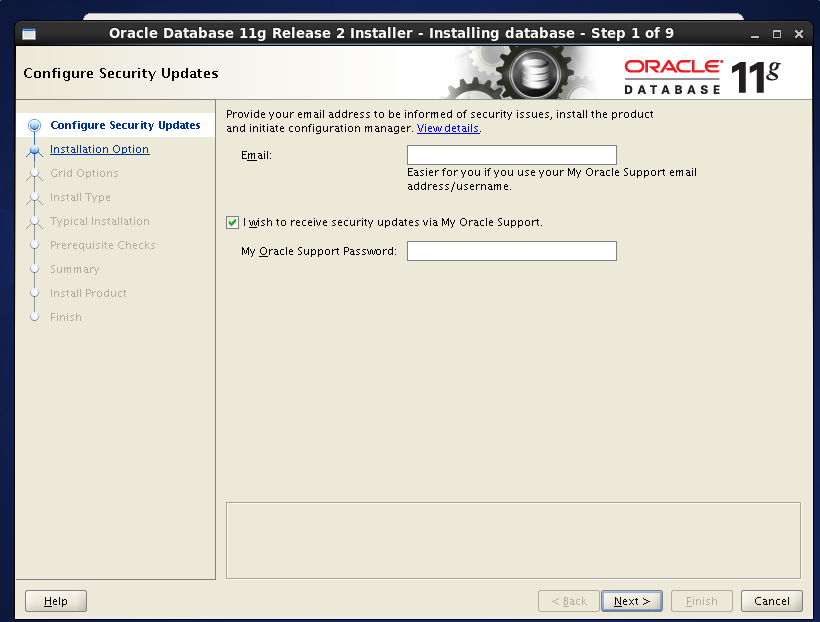 Oracle Database 11g Release 2 Installer - Installing database - Step 1 of 9
Configure Security Updates
ORACLE
DATABASE 11g
Configure Security Updates
Installation Option
Grid Options
Install Type
Typical Installation
Prerequisite Checks
Summary
Install Product
Finish
Provide your email address to be informed of security issues, install the product
and initiate configuration manager. View details.
Email:
Easier for you if you use your My Oracle Support email
address/username.
I wish to receive security updates via My Oracle Support.
My Oracle Support Password:
Help
< Back
Next >
Finish
Cancel